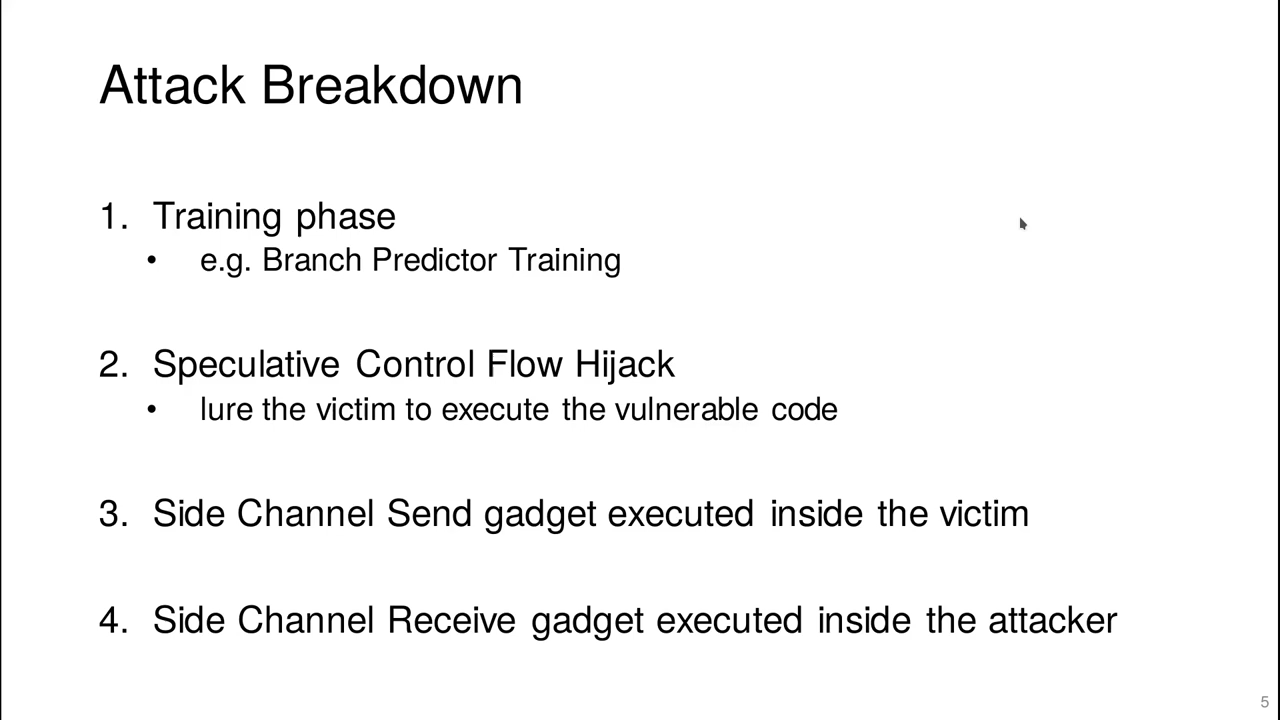 Attack Breakdown
1. Training phase
• e.g. Branch Predictor Training
2. Speculative Control Flow Hijack
• lure the victim to execute the vulnerable code
3. Side Channel Send gadget executed inside the victim
4. Side Channel Receive gadget executed inside the attacker
5